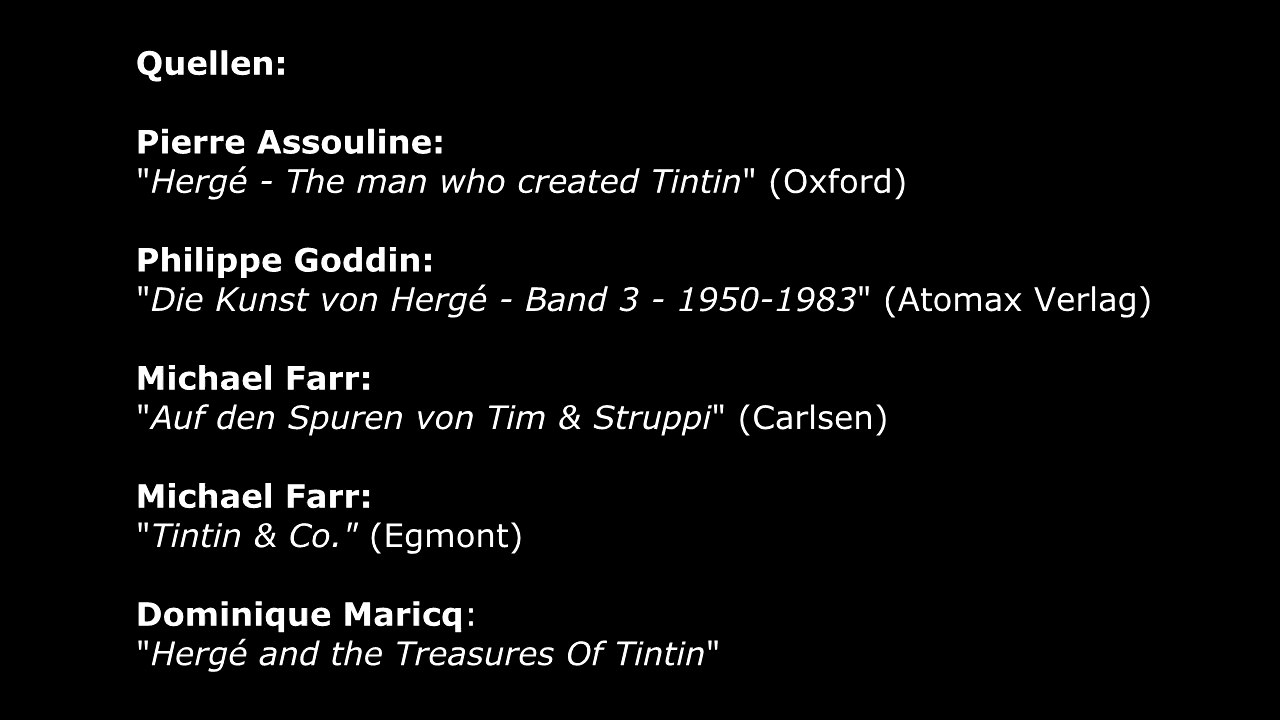 Quellen:
Pierre Assouline:
"Hergé - The man who created Tintin" (Oxford)
Philippe Goddin:
"Die Kunst von Hergé - Band 3 - 1950-1983" (Atomax Verlag)
Michael Farr:
"Auf den Spuren von Tim & Struppi" (Carlsen)
Michael Farr:
"Tintin & Co." (Egmont)
Dominique Maricq:
"Hergé and the Treasures Of Tintin"